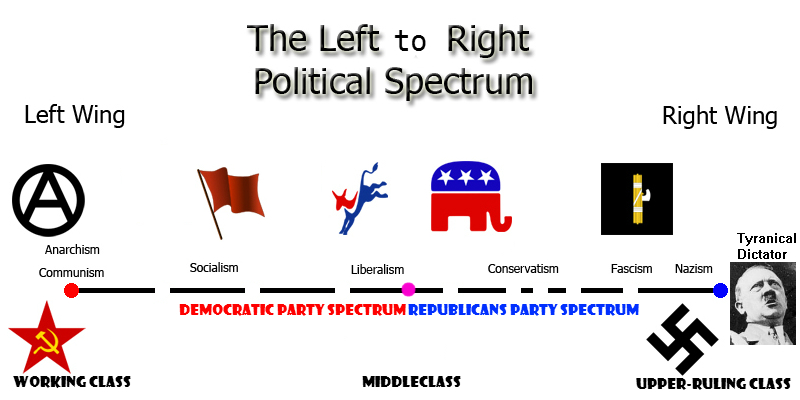 The Left to Right
Political Spectrum
Left Wing
Right Wing
Anarchism
Communism
Socialism
Liberalism
Conservatism
Fascism
Nazism
Tyranical
Dictator
DEMOCRATIC PARTY SPECTRUM
REPUBLICANS PARTY SPECTRUM
WORKING CLASS
MIDDLECLASS
UPPER-RULING CLASS